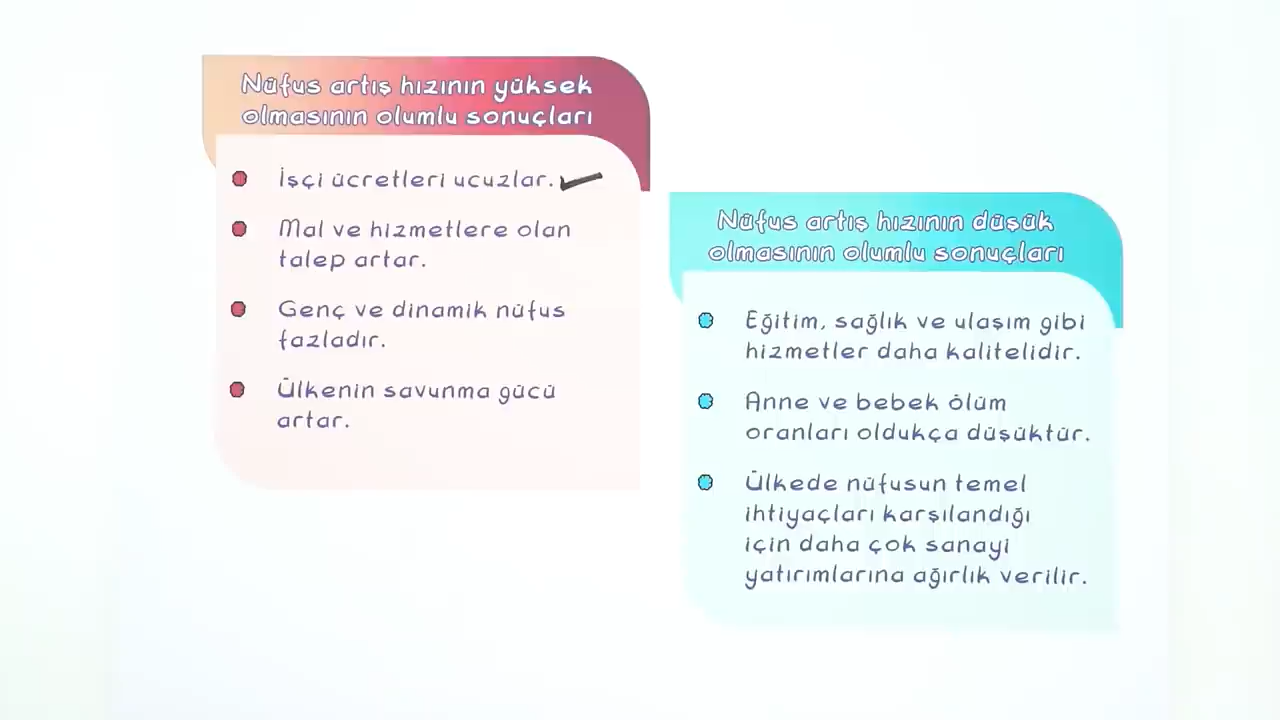 Nüfus artış hızının yüksek
olmasının olumlu sonuçları
İşçi ücretleri ucuzlar.
Mal ve hizmetlere olan
talep artar.
Genç ve dinamik nüfus
fazladır.
Ülkenin savunma gücü
artar.
Nüfus artış hızının düşük
olmasının olumlu sonuçları
Eğitim, sağlık ve ulaşım gibi
hizmetler daha kalitelidir.
Anne ve bebek ölüm
oranları oldukça düşüktür.
Ülkede nüfusun temel
ihtiyaçları karşılandığı
için daha çok sanayi
yatırımlarına ağırlık verilir.